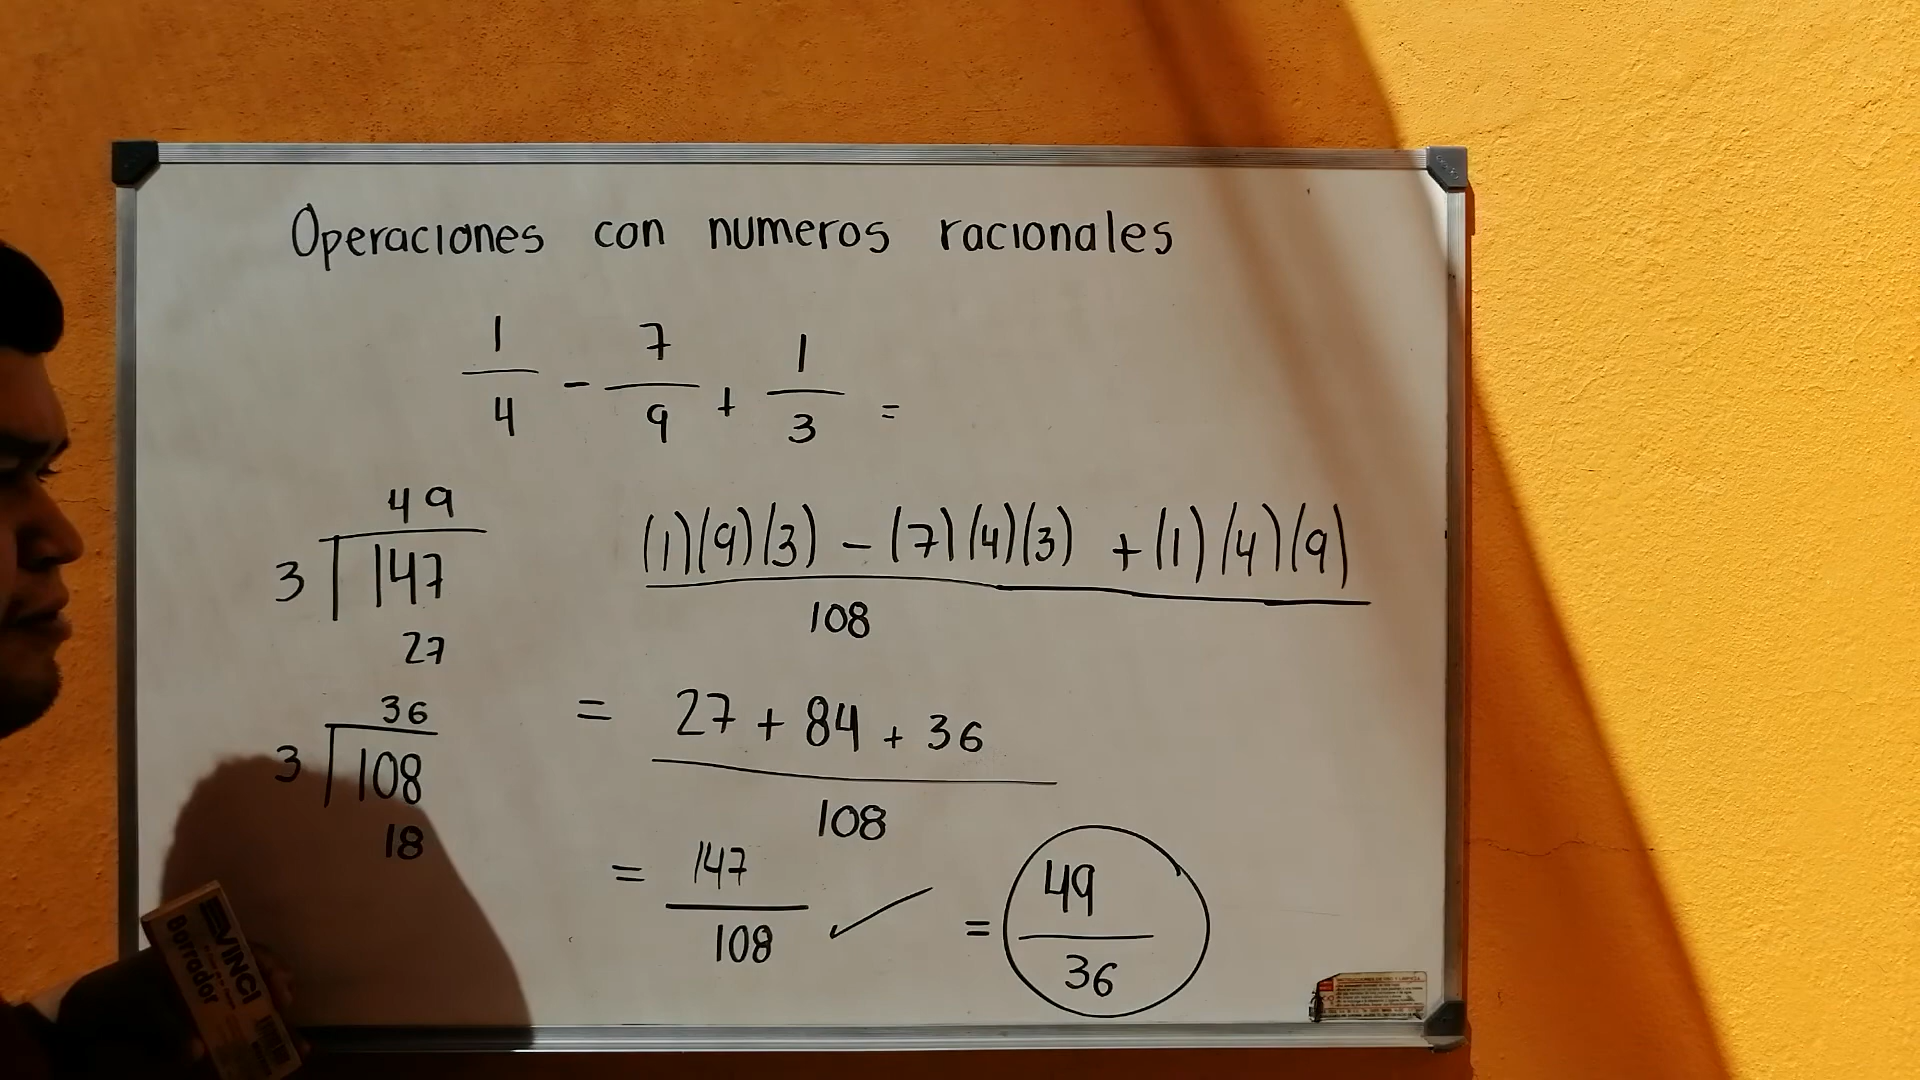 Operaciones con numeros racionales
1/4 - 7/9 + 1/3 =
49
3 147
27
36
3 108
18
(1)(9)(3) - (7)(4)(3) + (1)(4)(9)
108
= 27 + 84 + 36
108
= 147/108 ✓ = 49/36
VINCI
Borrador